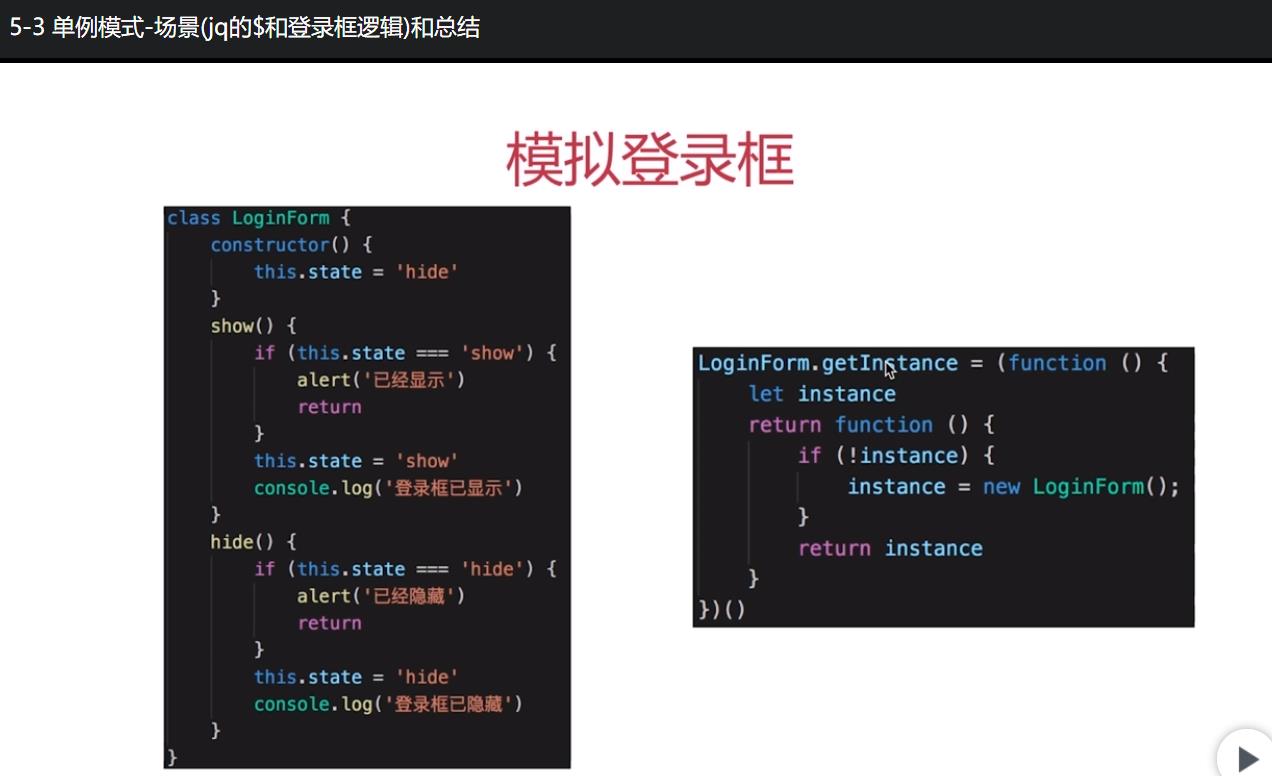 5-3 单例模式-场景(jq的$和登录框逻辑)和总结
模拟登录框
class LoginForm {
constructor() {
this.state = 'hide'
}
show() {
if (this.state === 'show') {
alert('已经显示')
return
}
this.state = 'show'
console.log('登录框已显示')
}
hide() {
if (this.state === 'hide') {
alert('已经隐藏')
return
}
this.state = 'hide'
console.log('登录框已隐藏')
}
}
LoginForm.getInstance = (function () {
let instance
return function () {
if (!instance) {
instance = new LoginForm();
}
return instance
}
})()